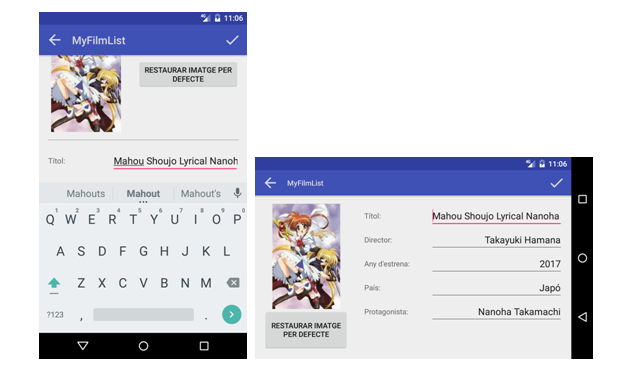 11:06
MyFilmList
RESTAURAR IMATGE PER
DEFECTE
Títol: Mahou Shoujo Lyrical Nanoh
Mahouts Mahout Mahout's
1 2 3 4 5 6 7 8 9 0
Q W E R T Y U I O P
A S D F G H J K L
Z X C V B N M
?123 , .
11:06
MyFilmList
Títol: Mahou Shoujo Lyrical Nanoha
Director: Takayuki Hamana
Any d'estrena: 2017
País: Japó
Protagonista: Nanoha Takamachi
RESTAURAR IMATGE
PER DEFECTE